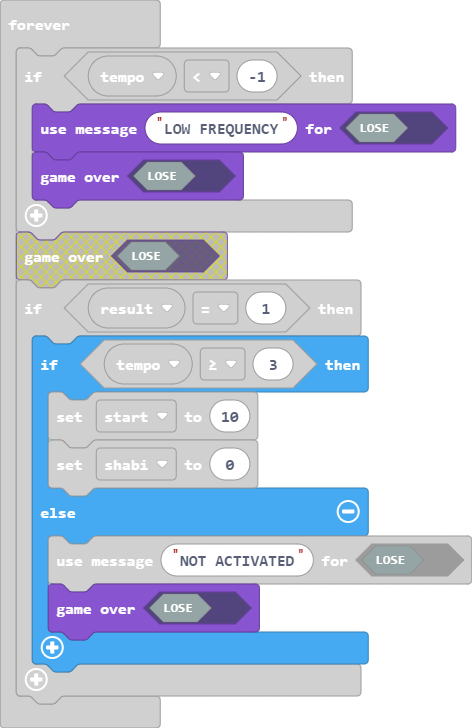 forever
if tempo < -1 then
use message "LOW FREQUENCY" for LOSE
game over LOSE
game over LOSE
if result = 1 then
if tempo ≥ 3 then
set start to 10
set shabi to 0
else
use message "NOT ACTIVATED" for LOSE
game over LOSE